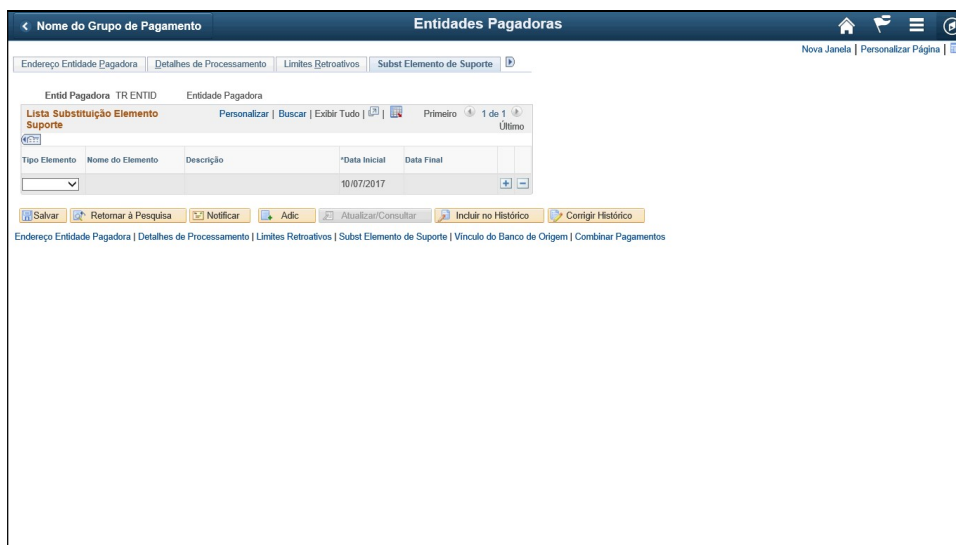 Nome do Grupo de Pagamento Entidades Pagadoras
Nova Janela | Personalizar Página |
Endereço Entidade Pagadora Detalhes de Processamento Limites Retroativos Subst Elemento de Suporte
Entid Pagadora TR ENTID Entidade Pagadora
Lista Substituição Elemento Suporte Personalizar | Buscar | Exibir Tudo | Primeiro 1 de 1 Último
Tipo Elemento Nome do Elemento Descrição *Data Inicial Data Final
10/07/2017
Salvar Retornar à Pesquisa Notificar Adic Atualizar/Consultar Incluir no Histórico Corrigir Histórico
Endereço Entidade Pagadora | Detalhes de Processamento | Limites Retroativos | Subst Elemento de Suporte | Vínculo do Banco de Origem | Combinar Pagamentos